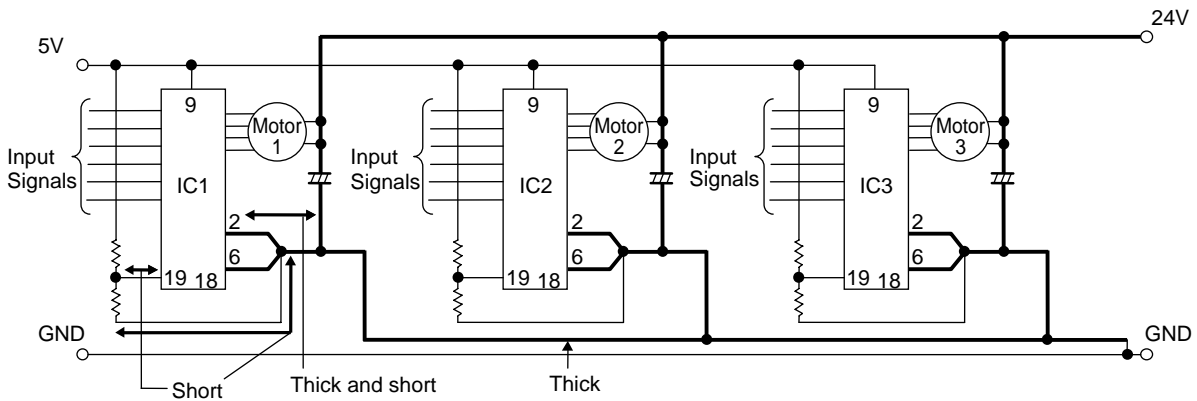 24V
5V
9
9
9
Motor
1
Motor
2
Motor
3
Input
Signals
IC1
Input
Signals
IC2
Input
Signals
IC3
2
6
19 18
2
6
19 18
2
6
19 18
GND
GND
Short
Thick and short
Thick